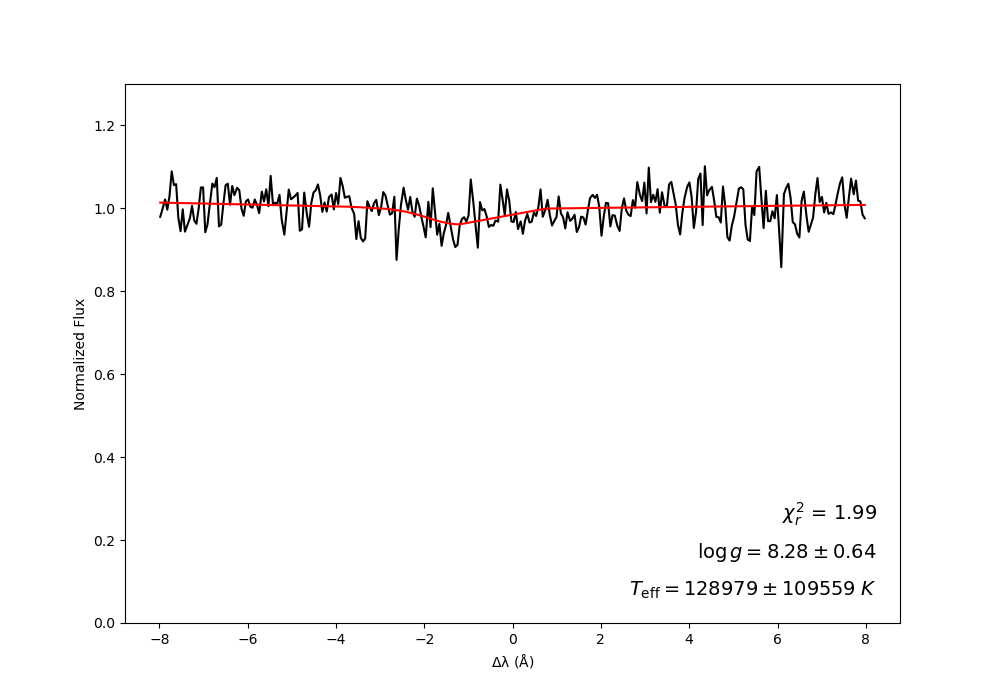 1.2
1.0
0.8
0.6
0.4
0.2
0.0
Normalized Flux
χ²ᵣ = 1.99
log g = 8.28 ± 0.64
T_eff = 128979 ± 109559 K
−8 −6 −4 −2 0 2 4 6 8
Δλ (Å)